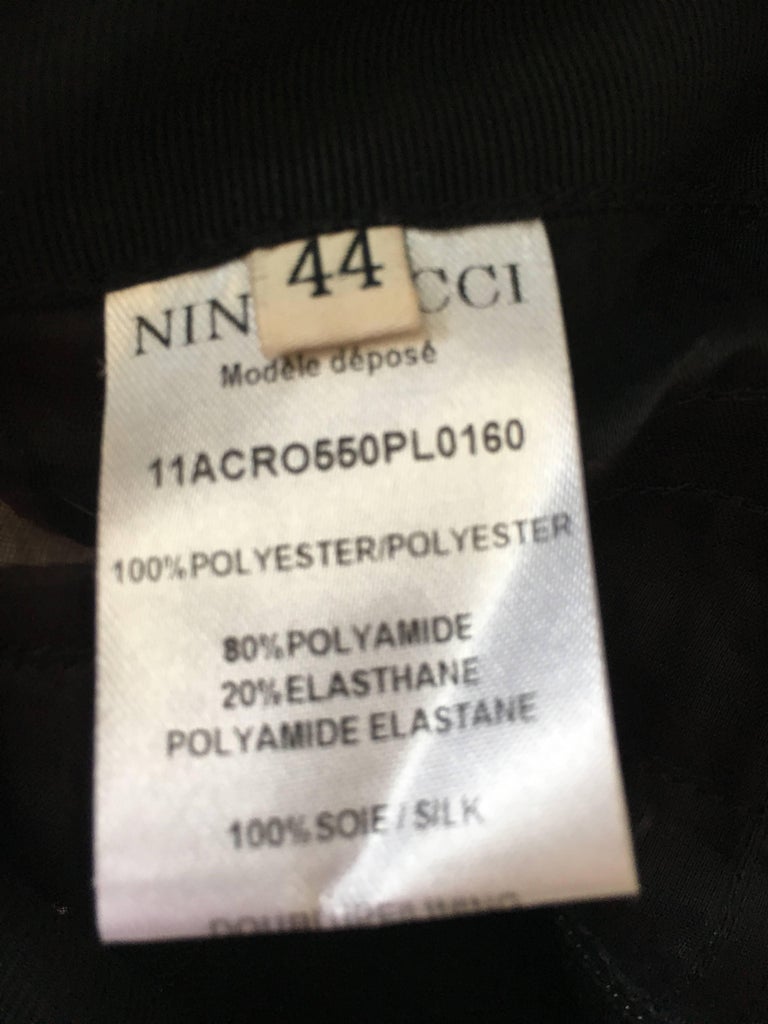 44
NIN CCI
Modèle déposé
11ACRO550PL0160
100%POLYESTER/POLYESTER
80%POLYAMIDE
20%ELASTHANE
POLYAMIDE ELASTANE
100%SOIE / SILK